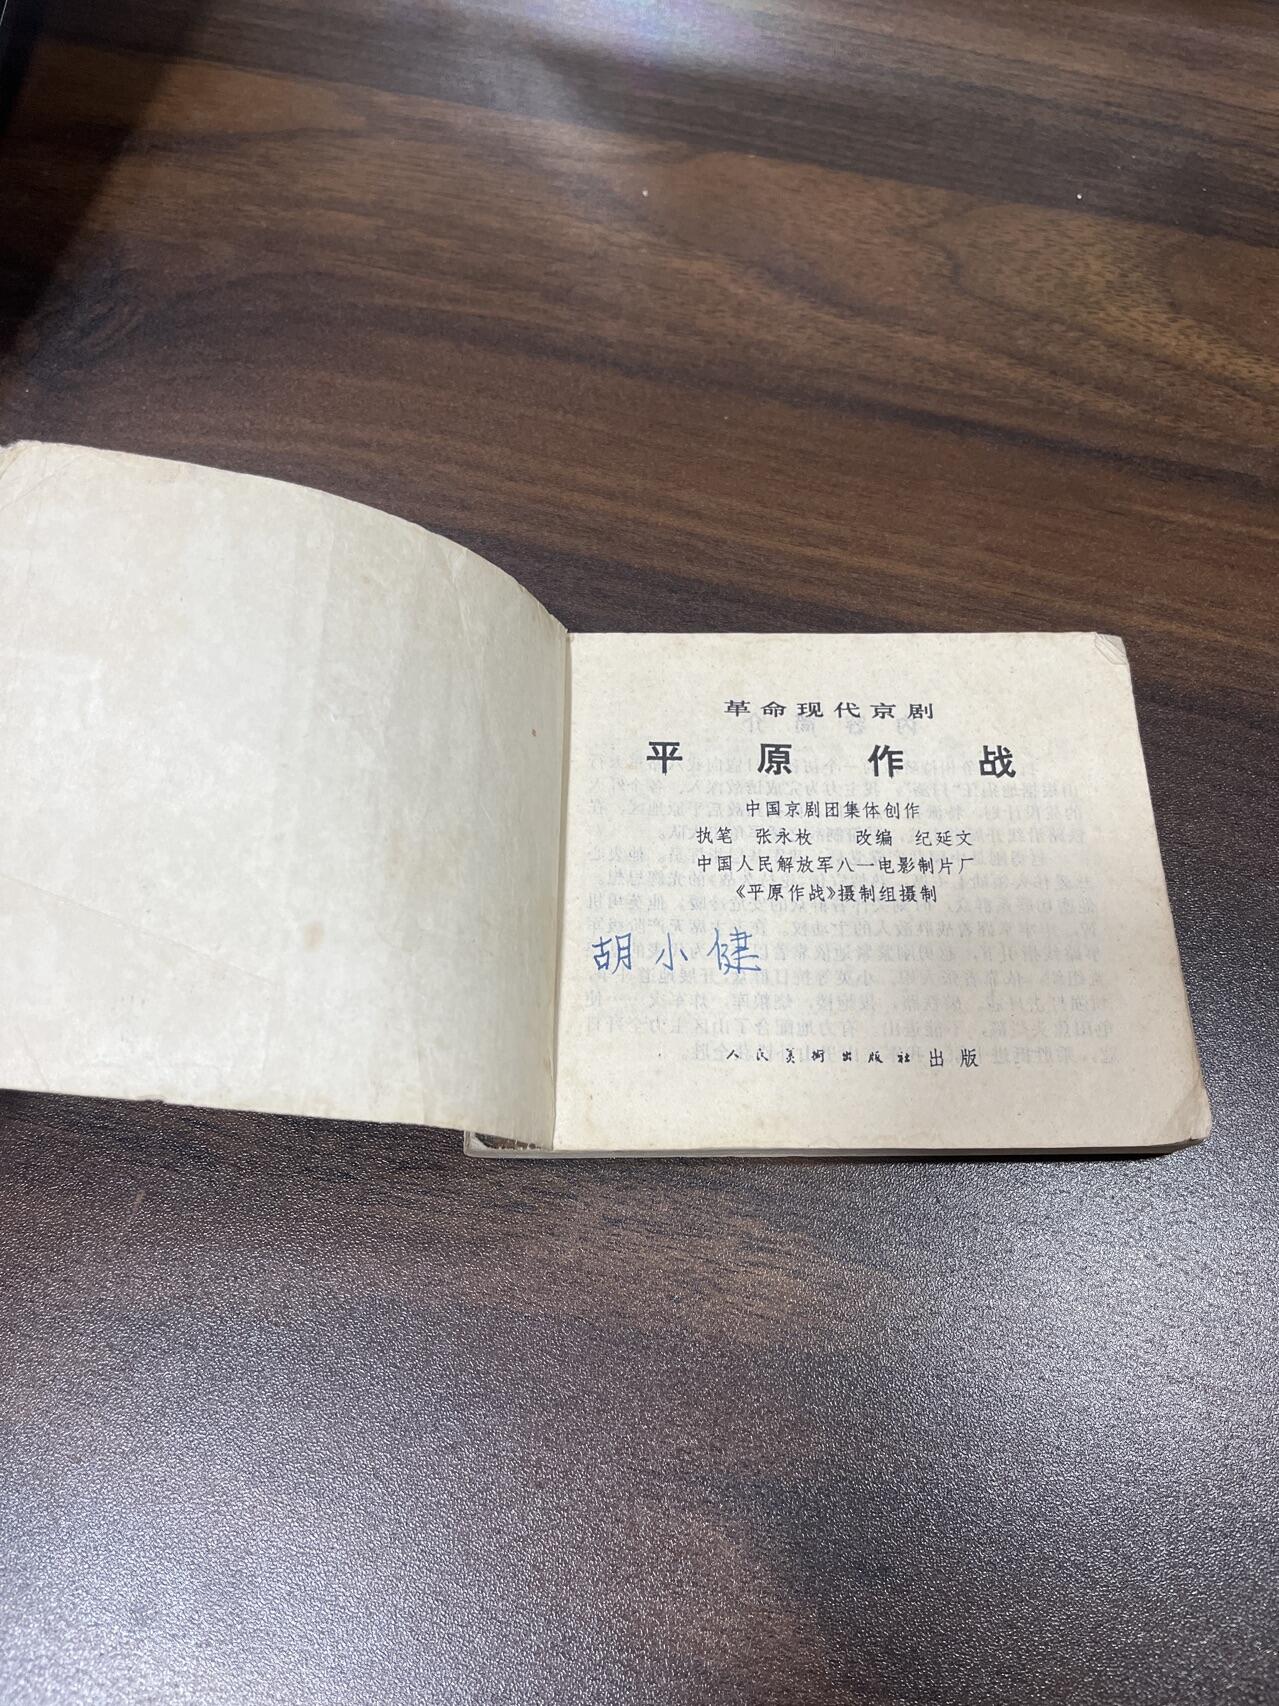 革命现代京剧
平原作战
中国京剧团集体创作
执笔 张永枚 改编 纪延文
中国人民解放军八一电影制片厂
《平原作战》摄制组摄制
胡小健
人民美術出版社 出版